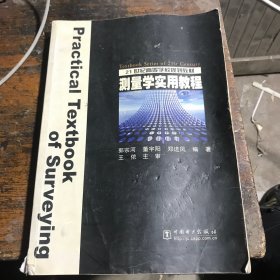 Textbook Series of 21st Century
21世纪高等学校规划教材
测量学实用教程
郭宗河 董宇阳 郑进凤 编著
王依 主审
中国电力出版社
Practical Textbook
of Surveying